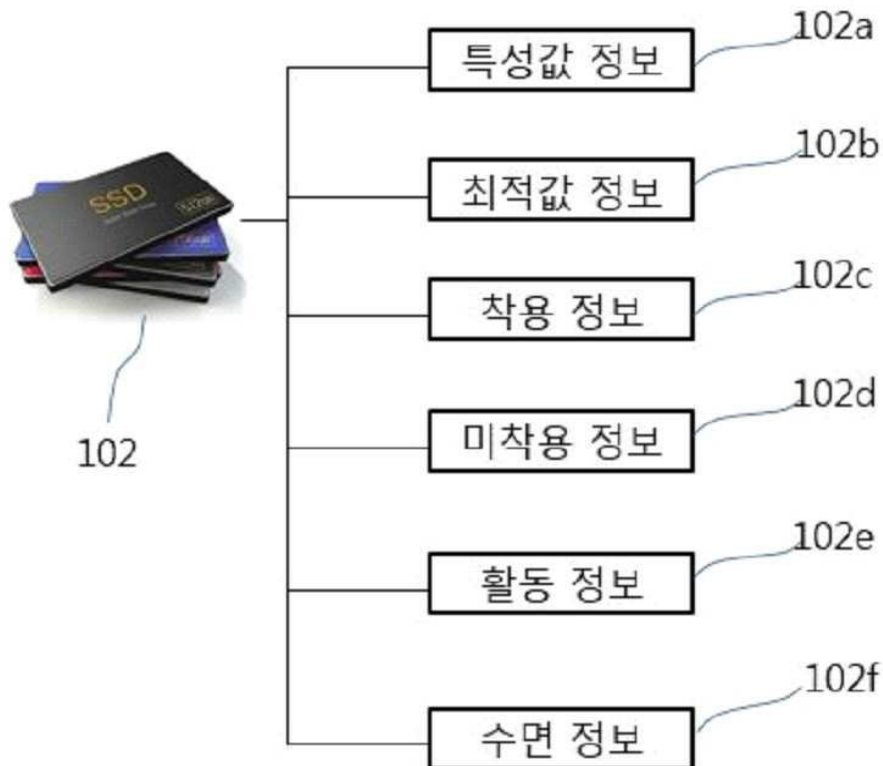 102a
특성값 정보
102b
최적값 정보
SSD
512GB
102c
착용 정보
102d
미착용 정보
102
102e
활동 정보
102f
수면 정보